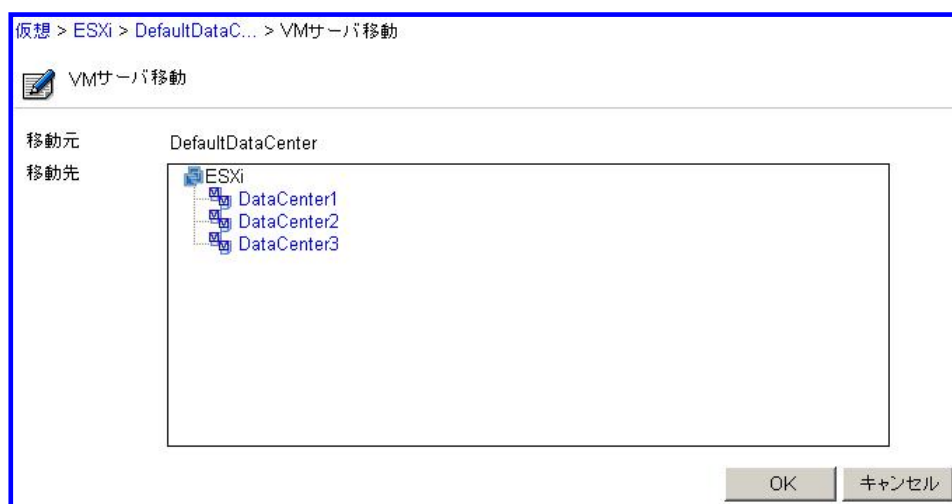 仮想 > ESXi > DefaultDataC... > VMサーバ移動
VMサーバ移動
移動元 DefaultDataCenter
移動先
ESXi
DataCenter1
DataCenter2
DataCenter3
OK キャンセル